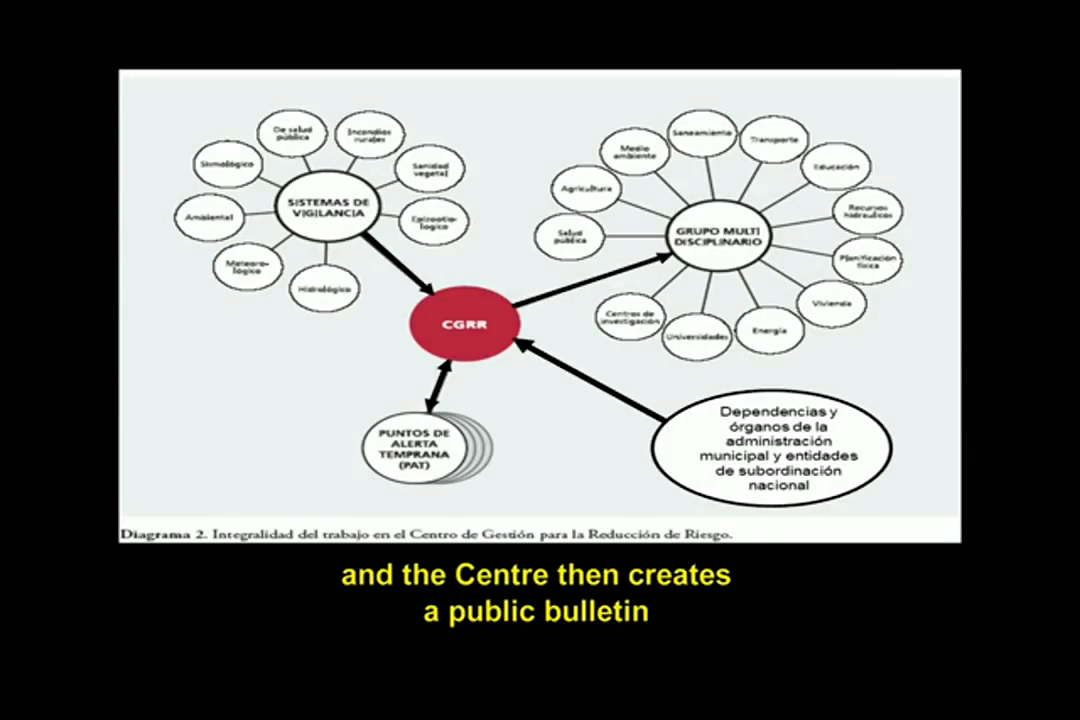 De salud
pública
Incendios
rurales
Sismológico
Sanidad
vegetal
SISTEMAS DE
VIGILANCIA
Ambiental
Epizootio-
logico
Meteoro-
lógico
Hidrológico
Saneamiento
Transporte
Medio
ambiente
Educación
Agricultura
Recursos
hidraulicos
Salud
pública
GRUPO MULTI
DISCIPLINARIO
Planificación
física
Vivienda
Centros de
investigación
Universidades
Energía
CGRR
PUNTOS DE
ALERTA
TEMPRANA
(PAT)
Dependencias y
órganos de la
administración
municipal y entidades
de subordinación
nacional
Diagrama 2. Integralidad del trabajo en el Centro de Gestión para la Reducción de Riesgo.
and the Centre then creates
a public bulletin